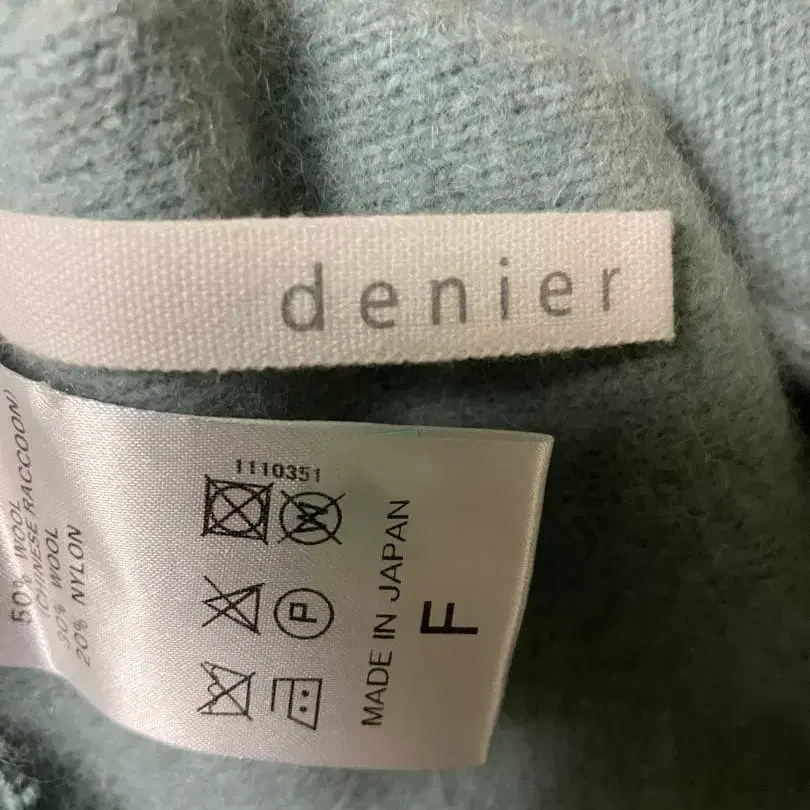 denier
50% WOOL
(CHINESE RACCOON)
30% WOOL
20% NYLON
1110351
W
P
MADE IN JAPAN
F